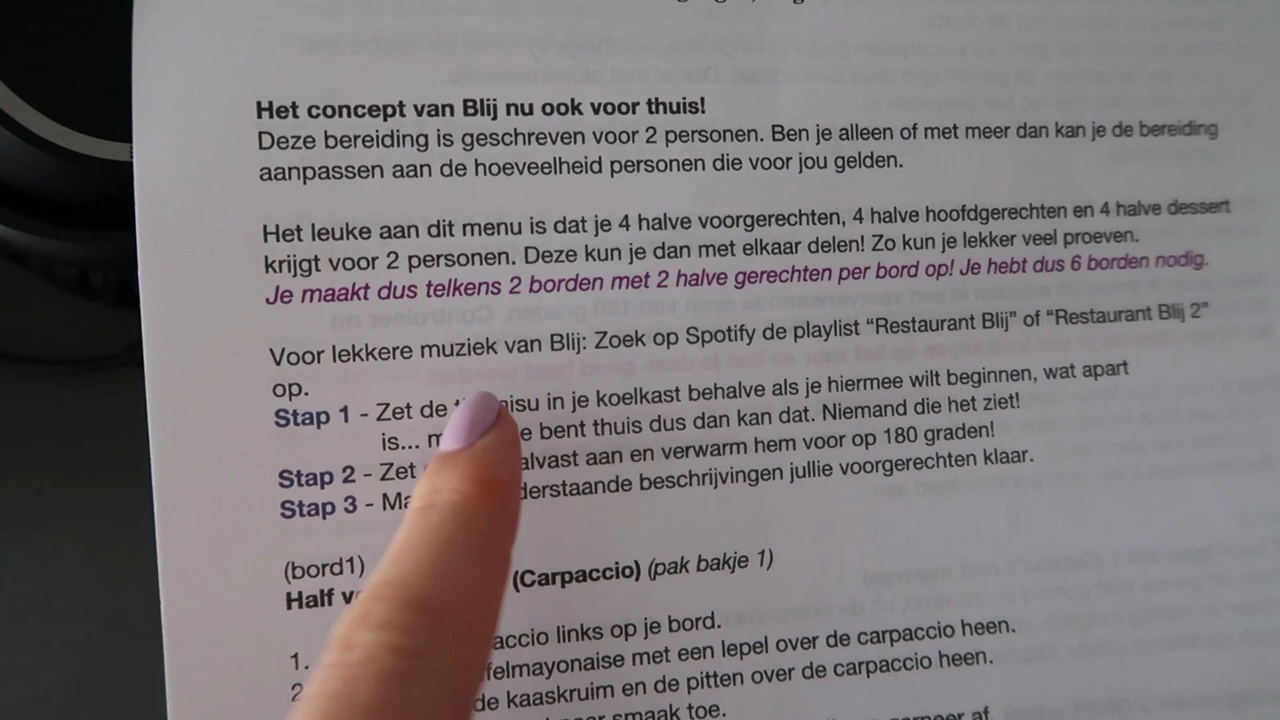 Het concept van Blij nu ook voor thuis!
Deze bereiding is geschreven voor 2 personen. Ben je alleen of met meer dan kan je de bereiding
aanpassen aan de hoeveelheid personen die voor jou gelden.
Het leuke aan dit menu is dat je 4 halve voorgerechten, 4 halve hoofdgerechten en 4 halve dessert
krijgt voor 2 personen. Deze kun je dan met elkaar delen! Zo kun je lekker veel proeven.
Je maakt dus telkens 2 borden met 2 halve gerechten per bord op! Je hebt dus 6 borden nodig.
Voor lekkere muziek van Blij: Zoek op Spotify de playlist “Restaurant Blij” of “Restaurant Blij 2”
op.
Stap 1 - Zet de in je koelkast behalve als je hiermee wilt beginnen, wat apart
is... bent thuis dus dan kan dat. Niemand die het ziet!
Stap 2 - Zet aan en verwarm hem voor op 180 graden!
Stap 3 - beschrijvingen jullie voorgerechten klaar.
(bord1)
Half (Carpaccio) (pak bakje 1)
1. links op je bord.
2 met een lepel over de carpaccio heen.
de kaaskruim en de pitten over de carpaccio heen.
smaak toe.
af